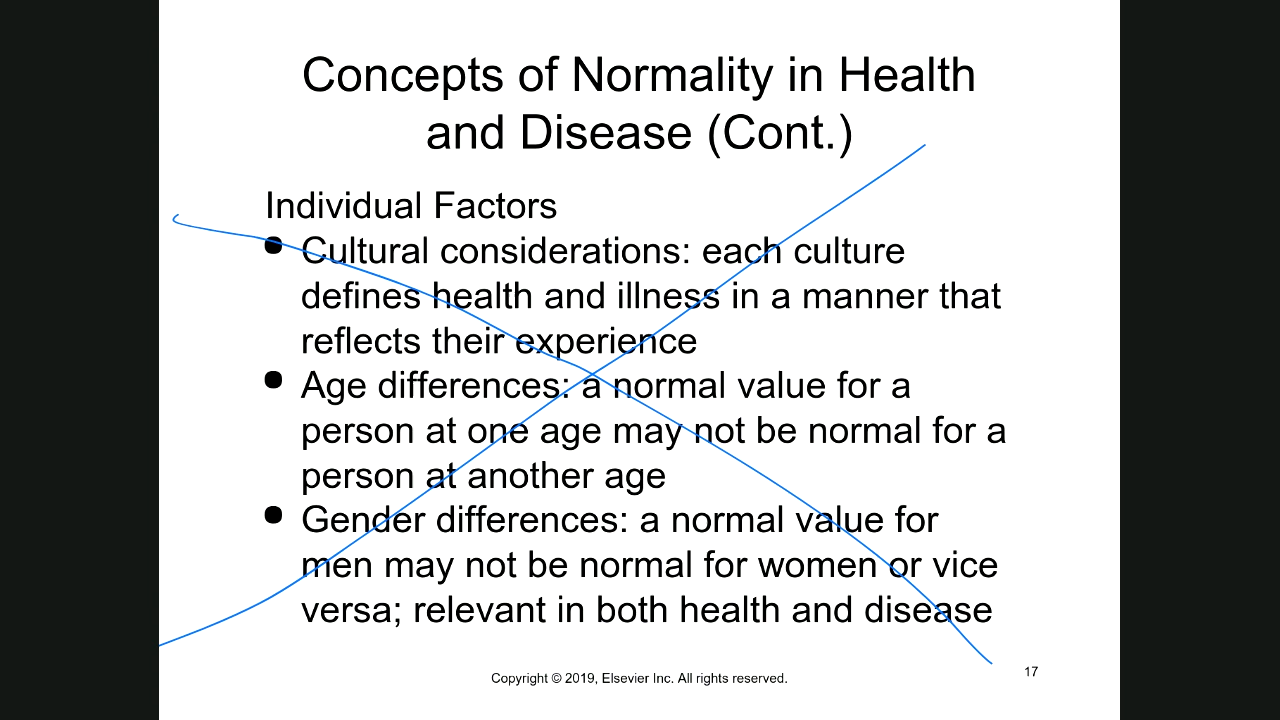 Concepts of Normality in Health
and Disease (Cont.)
Individual Factors
• Cultural considerations: each culture
defines health and illness in a manner that
reflects their experience
• Age differences: a normal value for a
person at one age may not be normal for a
person at another age
• Gender differences: a normal value for
men may not be normal for women or vice
versa; relevant in both health and disease
Copyright © 2019, Elsevier Inc. All rights reserved.
17